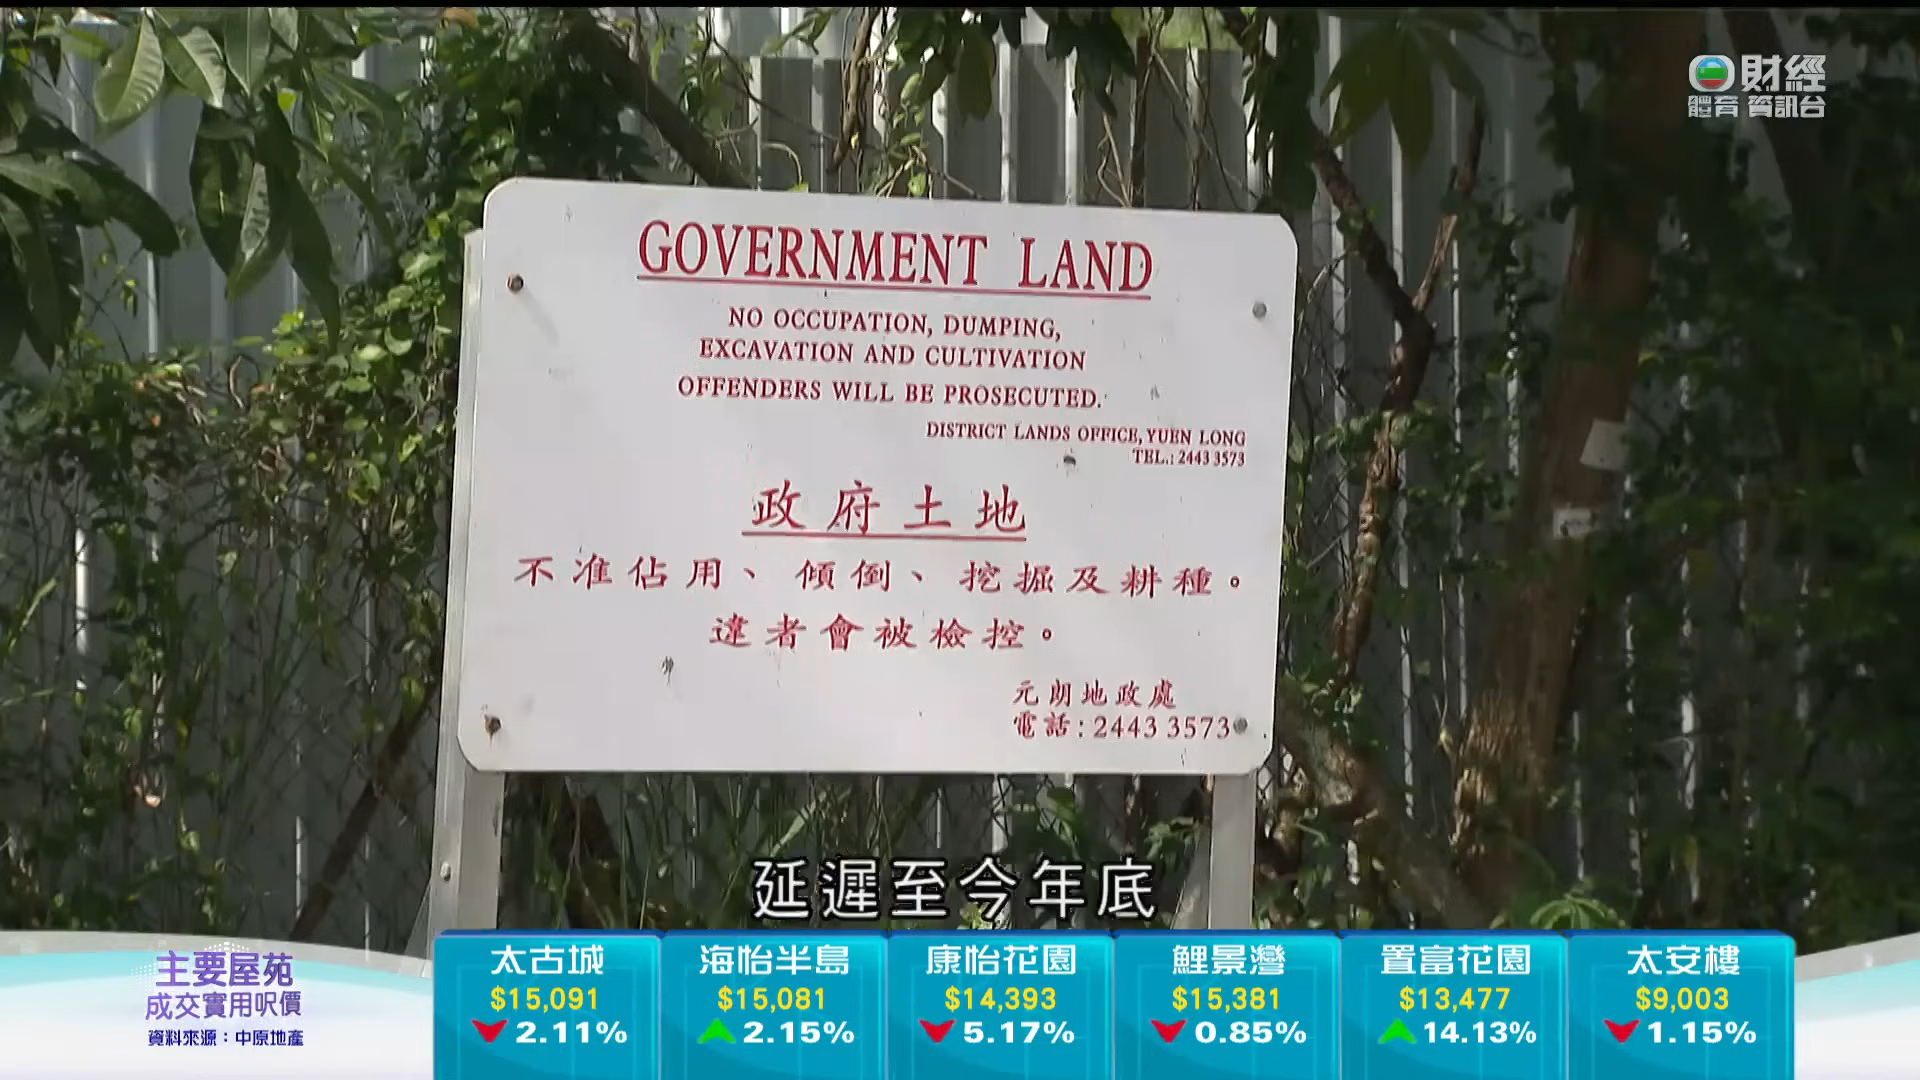 財經
體育 資訊台
GOVERNMENT LAND
NO OCCUPATION, DUMPING,
EXCAVATION AND CULTIVATION
OFFENDERS WILL BE PROSECUTED.
DISTRICT LANDS OFFICE, YUEN LONG
TEL.: 2443 3573
政府土地
不准佔用、傾倒、挖掘及耕種。
違者會被檢控。
元朗地政處
電話: 2443 3573
延遲至今年底
主要屋苑
成交實用呎價
資料來源：中原地產
太古城
$15,091
2.11%
海怡半島
$15,081
2.15%
康怡花園
$14,393
5.17%
鯉景灣
$15,381
0.85%
置富花園
$13,477
14.13%
太安樓
$9,003
1.15%